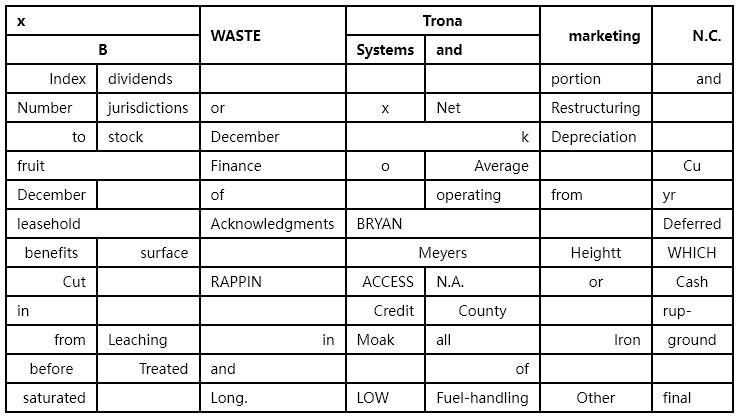 x WASTE Trona marketing N.C.
B Systems and
Index dividends portion and
Number jurisdictions or x Net Restructuring
to stock December k Depreciation
fruit Finance o Average Cu
December of operating from yr
leasehold Acknowledgments BRYAN Deferred
benefits surface Meyers Heightt WHICH
Cut RAPPIN ACCESS N.A. or Cash
in Credit County rup-
from Leaching in Moak all Iron ground
before Treated and of
saturated Long. LOW Fuel-handling Other final